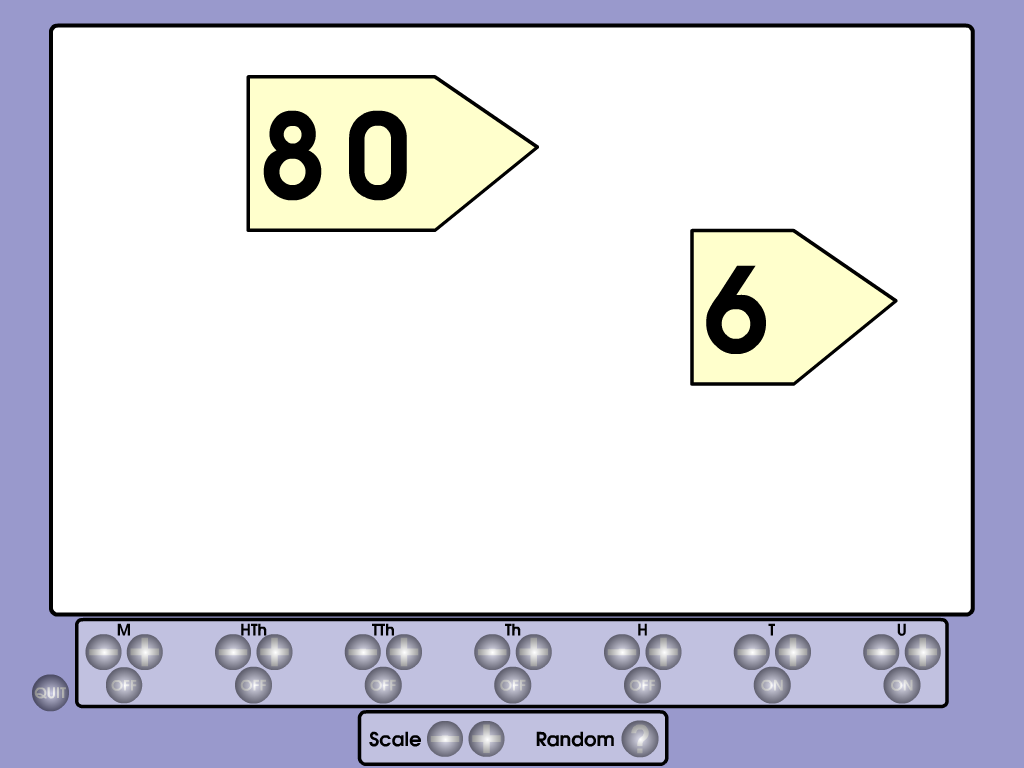 80
6
M HTh TTh Th H T U
OFF OFF OFF OFF OFF ON ON
QUIT
Scale Random ?